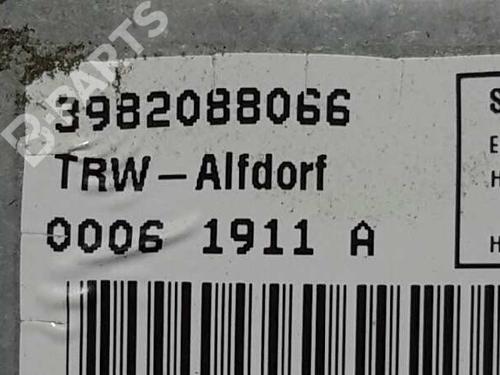 B-PARTS
3982088066
TRW-Alfdorf
0006 1911 A
S
E
H
H